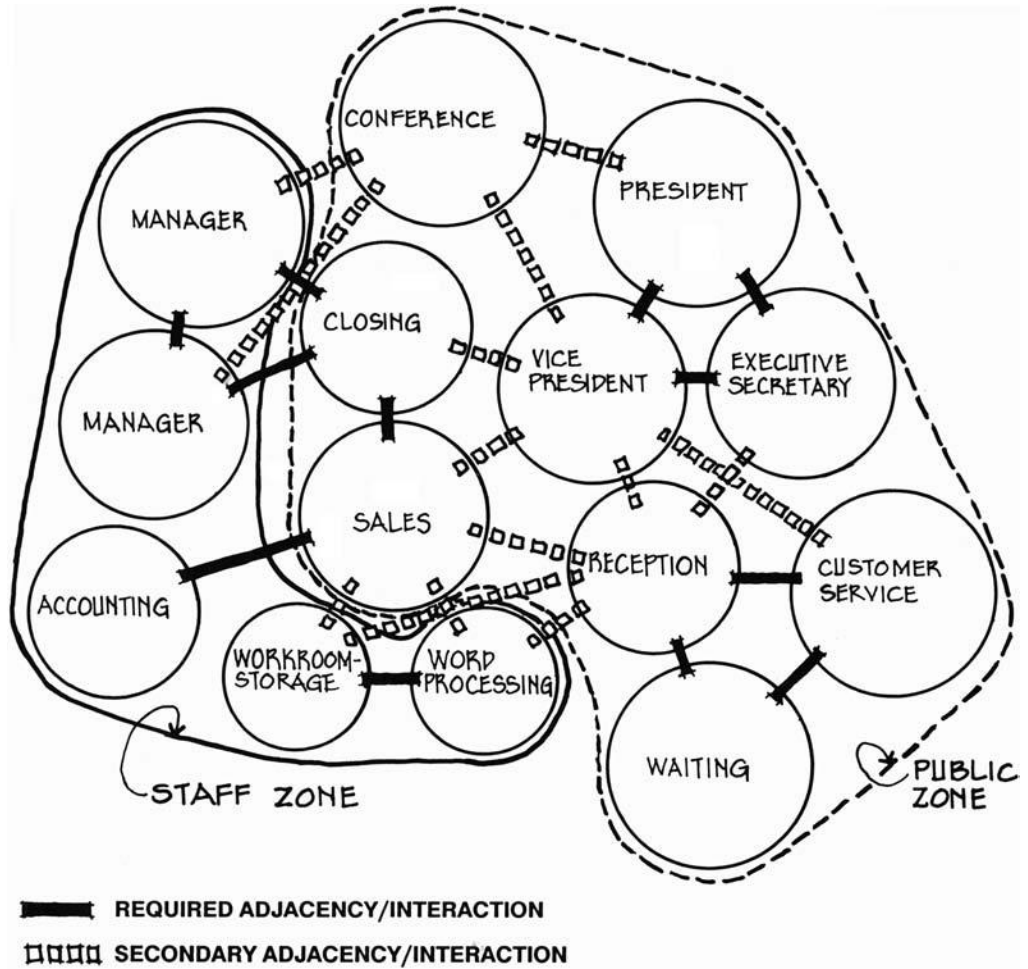 CONFERENCE
PRESIDENT
MANAGER
CLOSING
VICE
PRESIDENT
EXECUTIVE
SECRETARY
MANAGER
SALES
RECEPTION
CUSTOMER
SERVICE
ACCOUNTING
WORKROOM-
STORAGE
WORD
PROCESSING
WAITING
STAFF ZONE
PUBLIC
ZONE
REQUIRED ADJACENCY/INTERACTION
SECONDARY ADJACENCY/INTERACTION